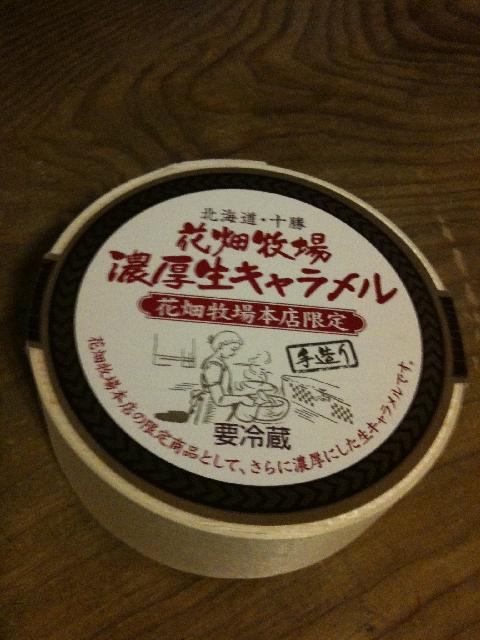 北海道・十勝
花畑牧場
濃厚生キャラメル
花畑牧場本店限定
手造り
要冷蔵
花畑牧場本店の限定商品として、さらに濃厚にした生キャラメルです。